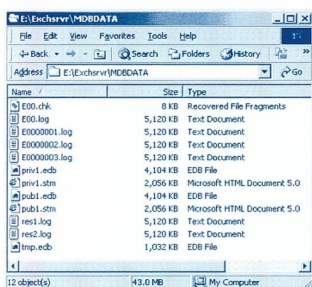 E:\Exchsrvr\MDBDATA
File Edit View Favorites Tools Help
Back Search Folders History
Address E:\Exchsrvr\MDBDATA Go
Name Size Type
E00.chk 8 KB Recovered File Fragments
E00.log 5,120 KB Text Document
E0000001.log 5,120 KB Text Document
E0000002.log 5,120 KB Text Document
E0000003.log 5,120 KB Text Document
priv1.edb 4,104 KB EDB File
priv1.stm 2,056 KB Microsoft HTML Document 5.0
pub1.edb 4,104 KB EDB File
pub1.stm 2,056 KB Microsoft HTML Document 5.0
res1.log 5,120 KB Text Document
res2.log 5,120 KB Text Document
tmp.edb 1,032 KB EDB File
12 object(s) 43.0 MB My Computer